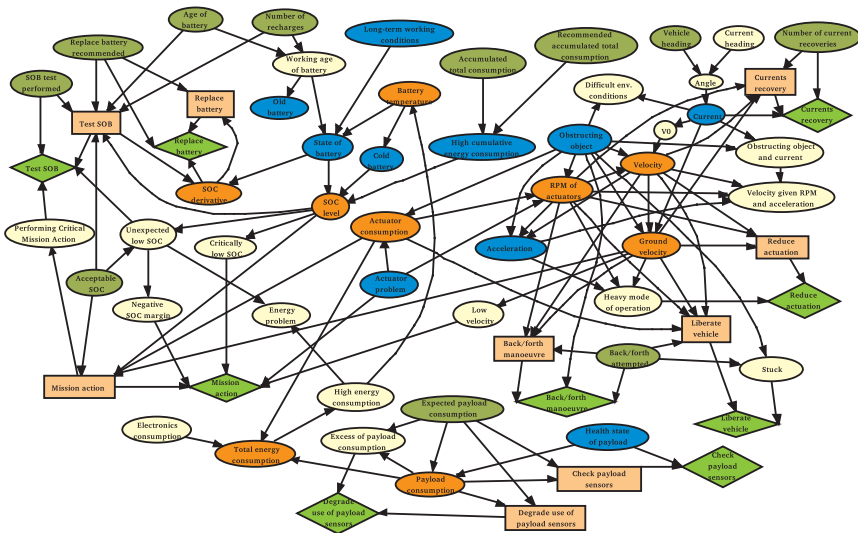 Age of
battery
Number of
recharges
Long-term working
conditions
Recommended
accumulated total
consumption
Vehicle
heading
Current
heading
Number of current
recoveries
Replace battery
recommended
Accumulated
total consumption
Working age
of battery
SOB test
performed
Replace
battery
Old
battery
Battery
temperature
Difficult env.
conditions
Angle
Currents
recovery
Test SOB
Replace
battery
State of
battery
Cold
battery
High cumulative
energy consumption
Obstructing
object
V0
Current
Currents
recovery
Test SOB
SOC
derivative
SOC
level
RPM of
actuators
Velocity
Obstructing object
and current
Velocity given RPM
and acceleration
Performing Critical
Mission Action
Unexpected
low SOC
Critically
low SOC
Actuator
consumption
Acceleration
Ground
velocity
Reduce
actuation
Acceptable
SOC
Actuator
problem
Negative
SOC margin
Energy
problem
Low
velocity
Heavy mode
of operation
Reduce
actuation
Liberate
vehicle
Back/forth
manoeuvre
Back/forth
attempted
Stuck
Mission action
Mission
action
High energy
consumption
Back/forth
manoeuvre
Liberate
vehicle
Electronics
consumption
Expected payload
consumption
Excess of payload
consumption
Health state
of payload
Total energy
consumption
Payload
consumption
Check payload
sensors
Check
payload
sensors
Degrade
use of payload
sensors
Degrade use of
payload sensors